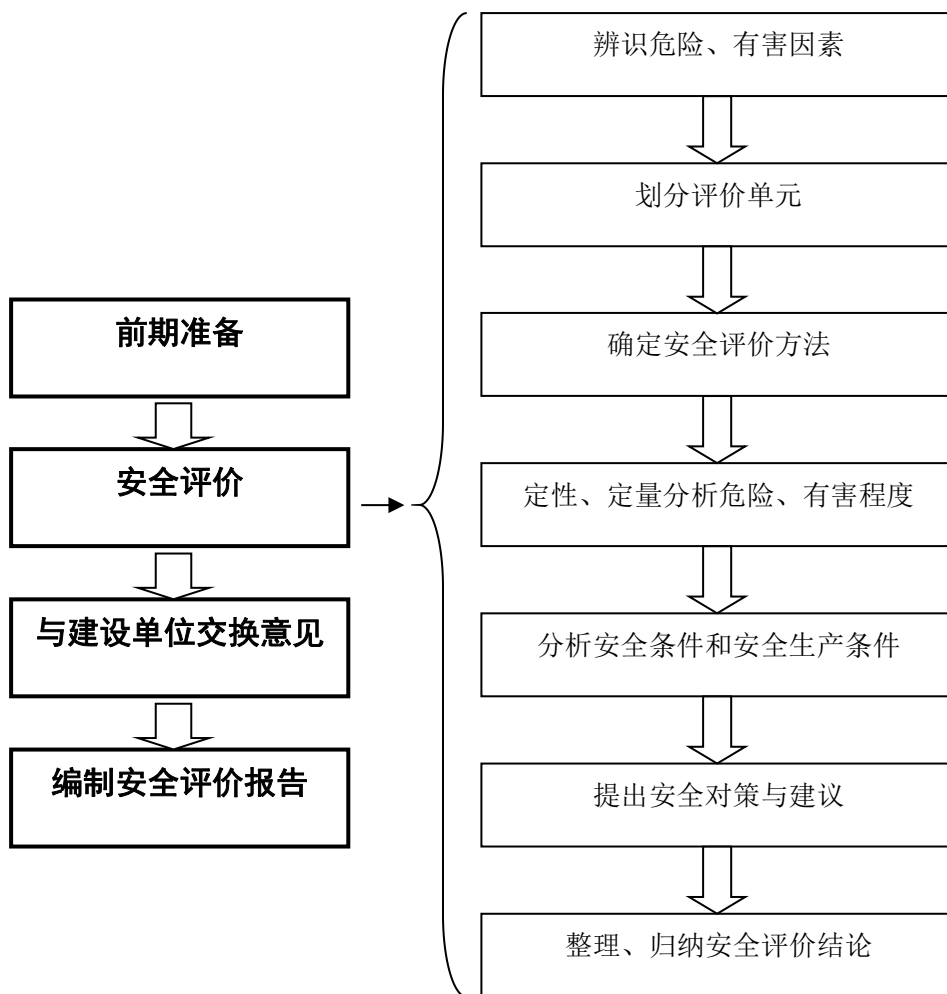 前期准备
安全评价
与建设单位交换意见
编制安全评价报告
辨识危险、有害因素
划分评价单元
确定安全评价方法
定性、定量分析危险、有害程度
分析安全条件和安全生产条件
提出安全对策与建议
整理、归纳安全评价结论